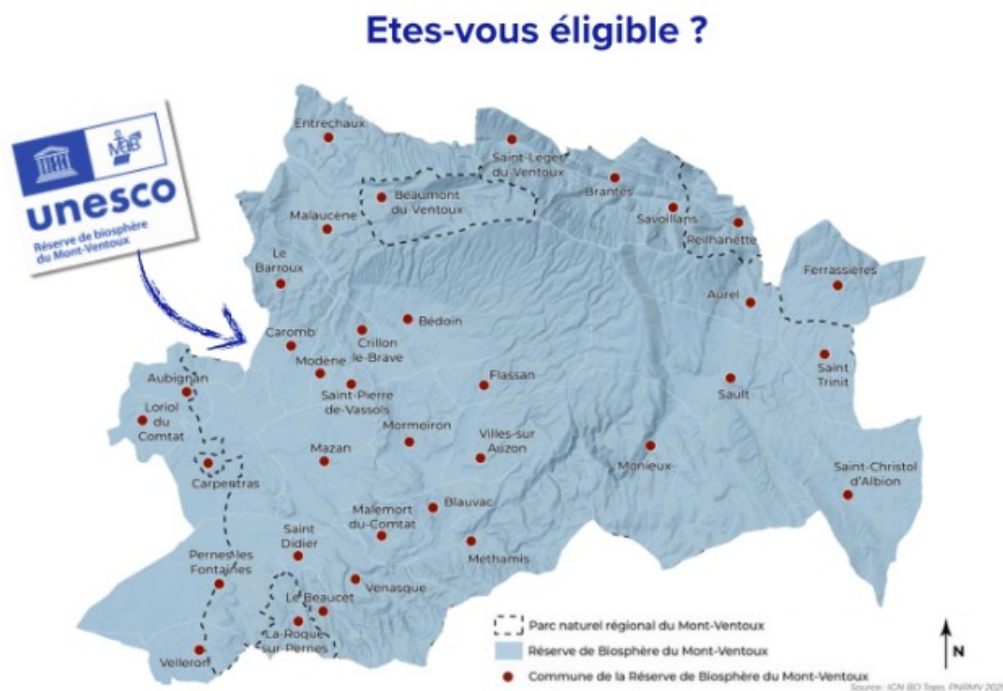 Etes-vous éligible ?
MAB
unesco
Réserve de biosphère
du Mont-Ventoux
Entrechaux
Saint-Leger
du-Ventoux
Brantes
Beaumont
du-Ventoux
Savoillans
Malaucène
Reilhanette
Le
Barroux
Ferrassières
Aurel
Bédoin
Caromb
Crillon
le-Brave
Modène
Saint
Trinit
Aubignan
Flassan
Saint-Pierre
de-Vassols
Sault
Loriol
du
Comtat
Mormoiron
Villes-sur
Auzon
Mazan
Monieux
Saint-Christol
d'Albion
Carpentras
Blauvac
Malemort
du-Comtat
Saint
Didier
Méthamis
Pernes-les
Fontaines
Venasque
Le Beaucet
La-Roque
sur-Pernes
Velleron
Parc naturel régional du Mont-Ventoux
Réserve de Biosphère du Mont-Ventoux
Commune de la Réserve de Biosphère du Mont-Ventoux
N